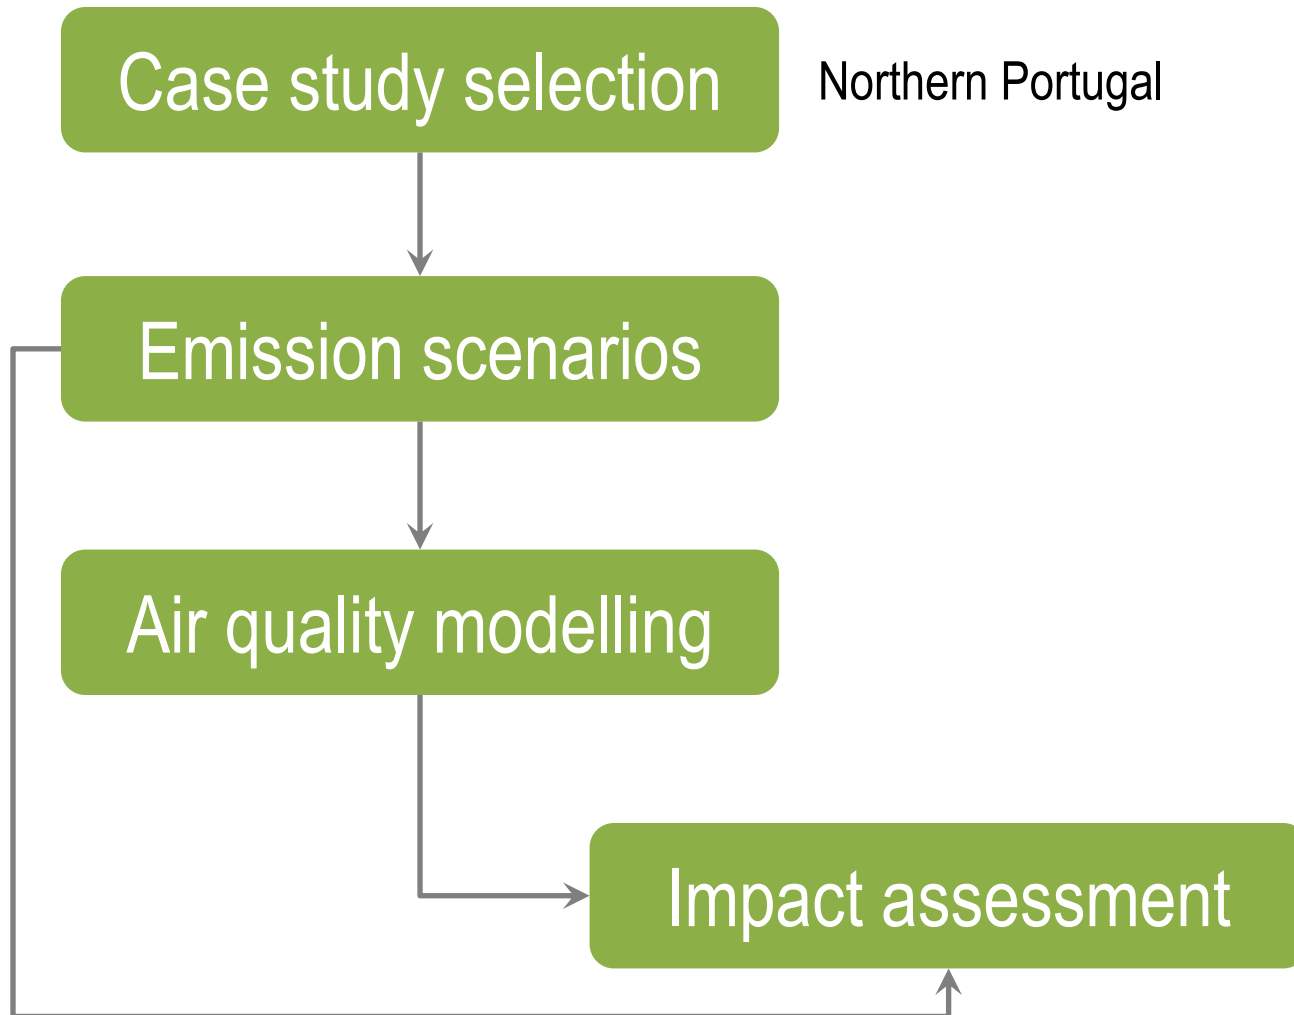 Case study selection
Northern Portugal
Emission scenarios
Air quality modelling
Impact assessment